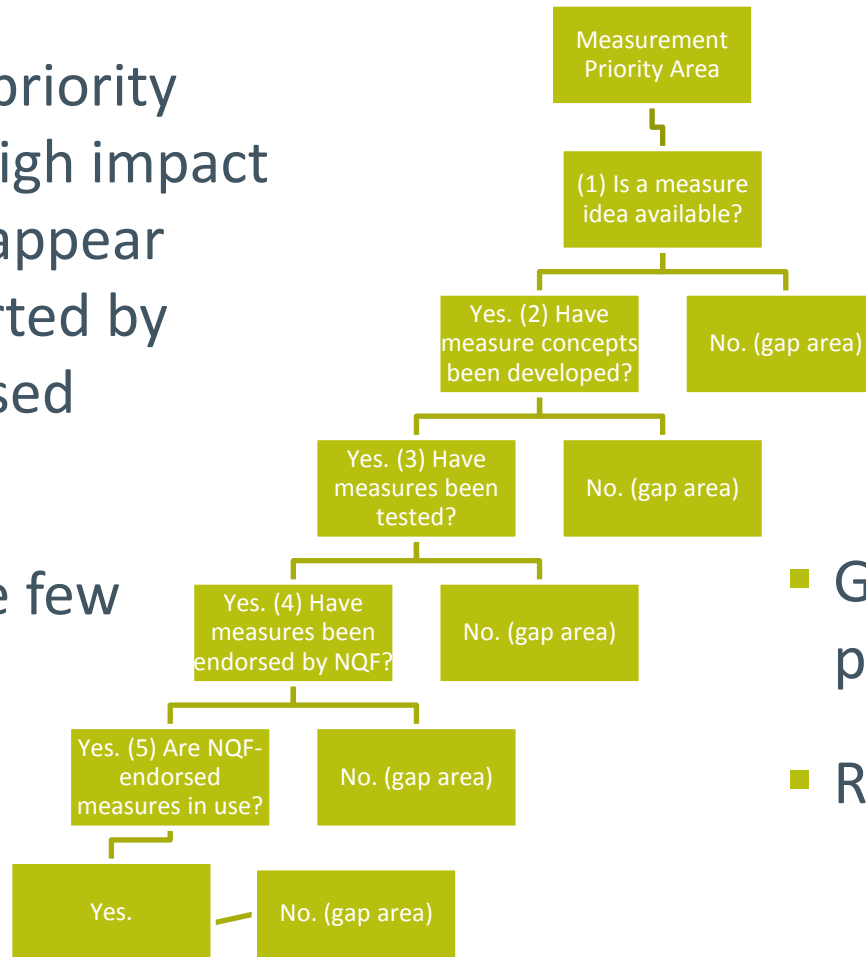 priority
igh impact
appear
rted by
sed
e few
Measurement
Priority Area
(1) Is a measure
idea available?
Yes. (2) Have
measure concepts
been developed?
No. (gap area)
Yes. (3) Have
measures been
tested?
No. (gap area)
Yes. (4) Have
measures been
endorsed by NQF?
No. (gap area)
Yes. (5) Are NQF-
endorsed
measures in use?
No. (gap area)
Yes.
No. (gap area)
▪ G
p
▪ R